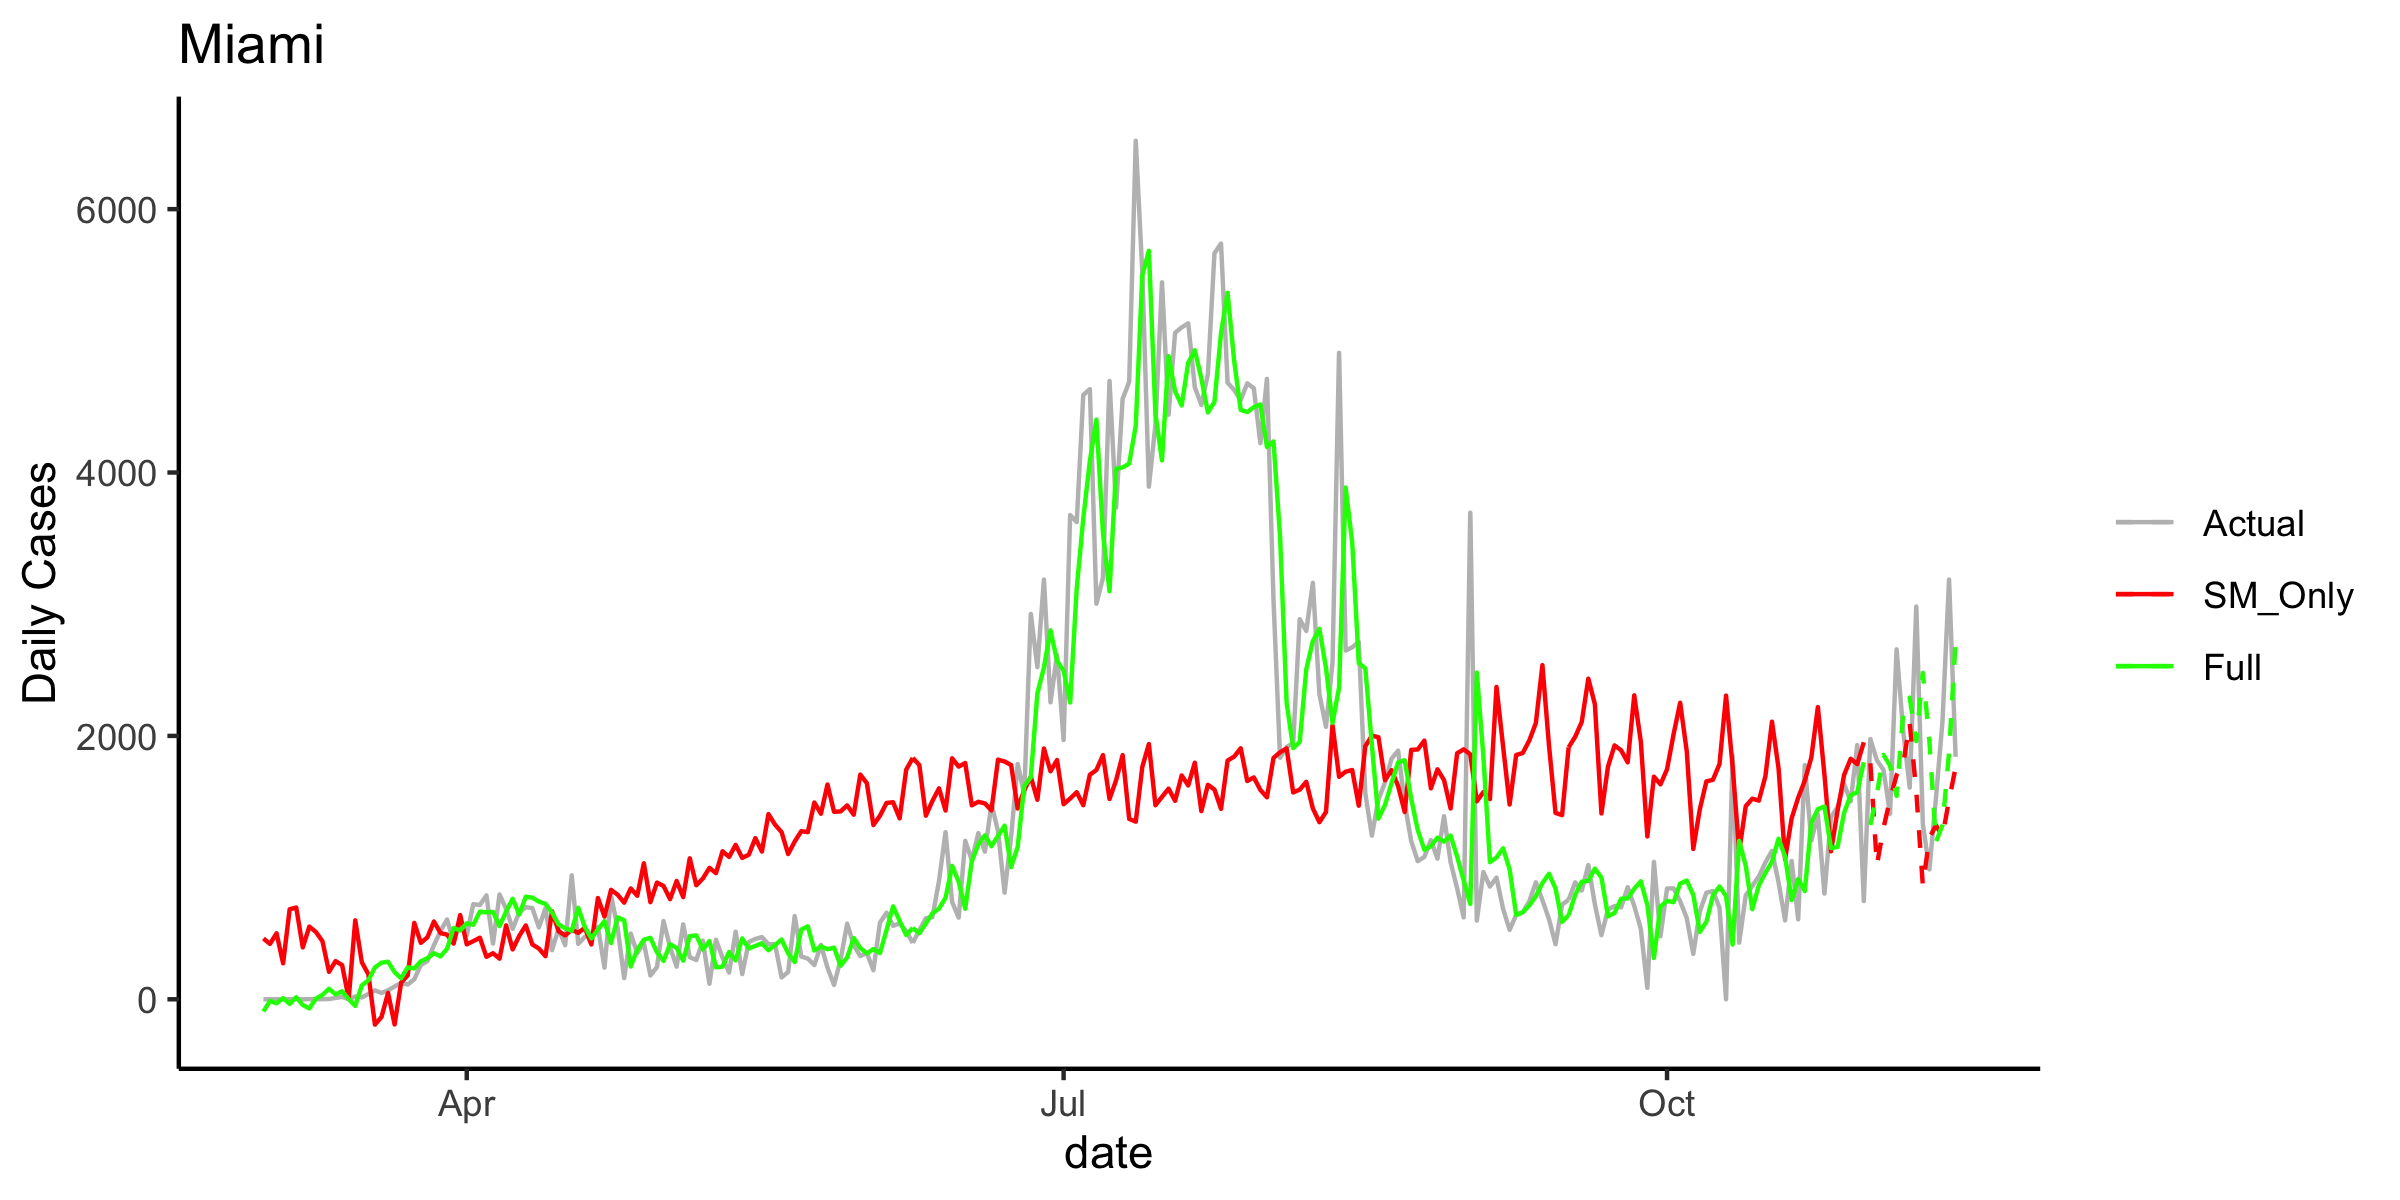 Miami
Daily Cases
6000
4000
2000
0
Apr
Jul
Oct
date
Actual
SM_Only
Full